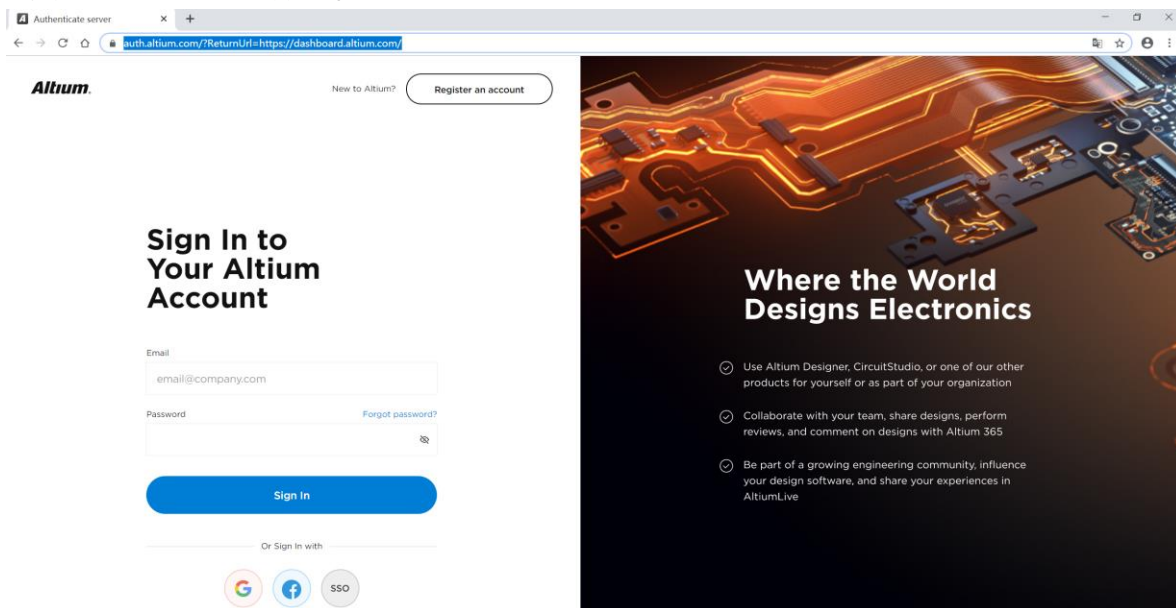 Authenticate server
auth.altium.com/?ReturnUrl=https://dashboard.altium.com/
Altium.
New to Altium?
Register an account
Sign In to
Your Altium
Account
Email
email@company.com
Password
Forgot password?
Sign In
Or Sign In with
G
f
SSO
Where the World
Designs Electronics
Use Altium Designer, CircuitStudio, or one of our other
products for yourself or as part of your organization
Collaborate with your team, share designs, perform
reviews, and comment on designs with Altium 365
Be part of a growing engineering community, influence
your design software, and share your experiences in
AltiumLive